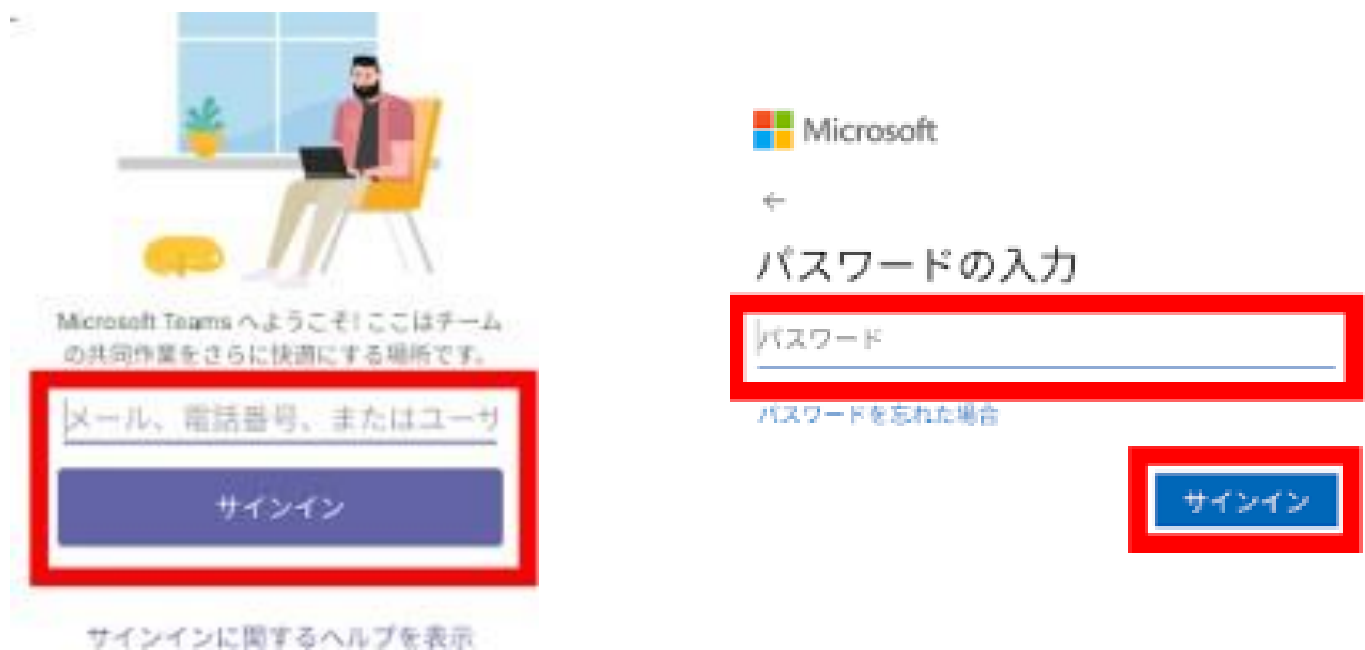 Microsoft Teams へようこそ! ここはチーム
の共同作業をさらに快適にする場所です。
メール、電話番号、またはユーザ
サインイン
サインインに関するヘルプを表示
Microsoft
←
パスワードの入力
パスワード
パスワードを忘れた場合
サインイン